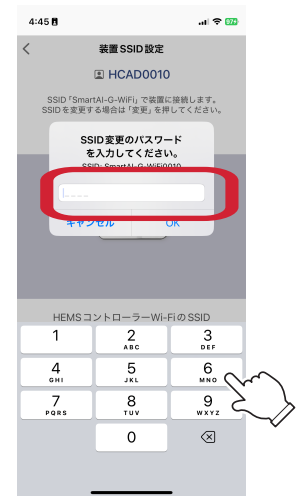 4:45
97
装置SSID設定
HCAD0010
SSID「SmartAI-G-WiFi」で装置に接続します。
SSIDを変更する場合は「変更」を押してください。
SSID変更のパスワード
を入力してください。
SSID: SmartAI-G-WiFi0010
キャンセル
OK
HEMSコントローラーWi-FiのSSID
1
2
ABC
3
DEF
4
GHI
5
JKL
6
MNO
7
PQRS
8
TUV
9
WXYZ
0